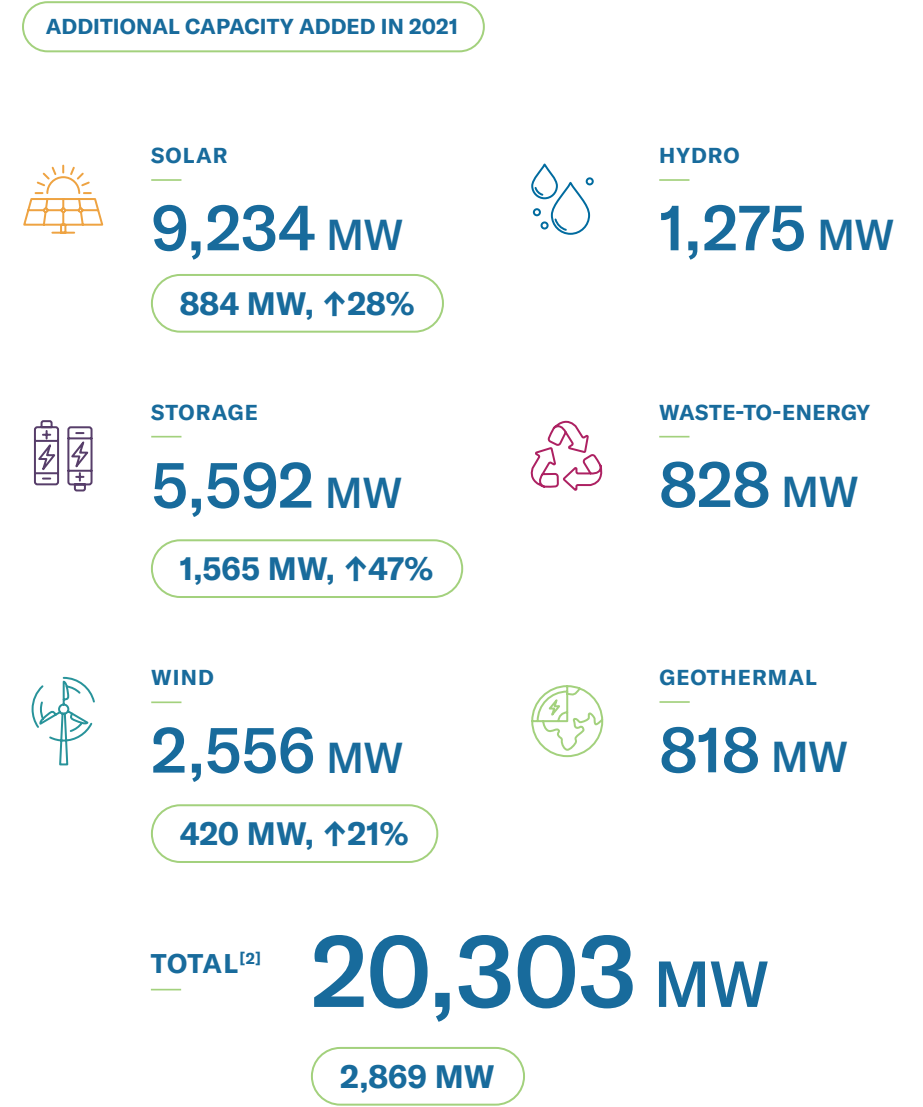 ADDITIONAL CAPACITY ADDED IN 2021
SOLAR
9,234 MW
884 MW, ↑28%
HYDRO
1,275 MW
STORAGE
5,592 MW
1,565 MW, ↑47%
WASTE-TO-ENERGY
828 MW
WIND
2,556 MW
420 MW, ↑21%
GEOTHERMAL
818 MW
TOTAL[2]
20,303 MW
2,869 MW